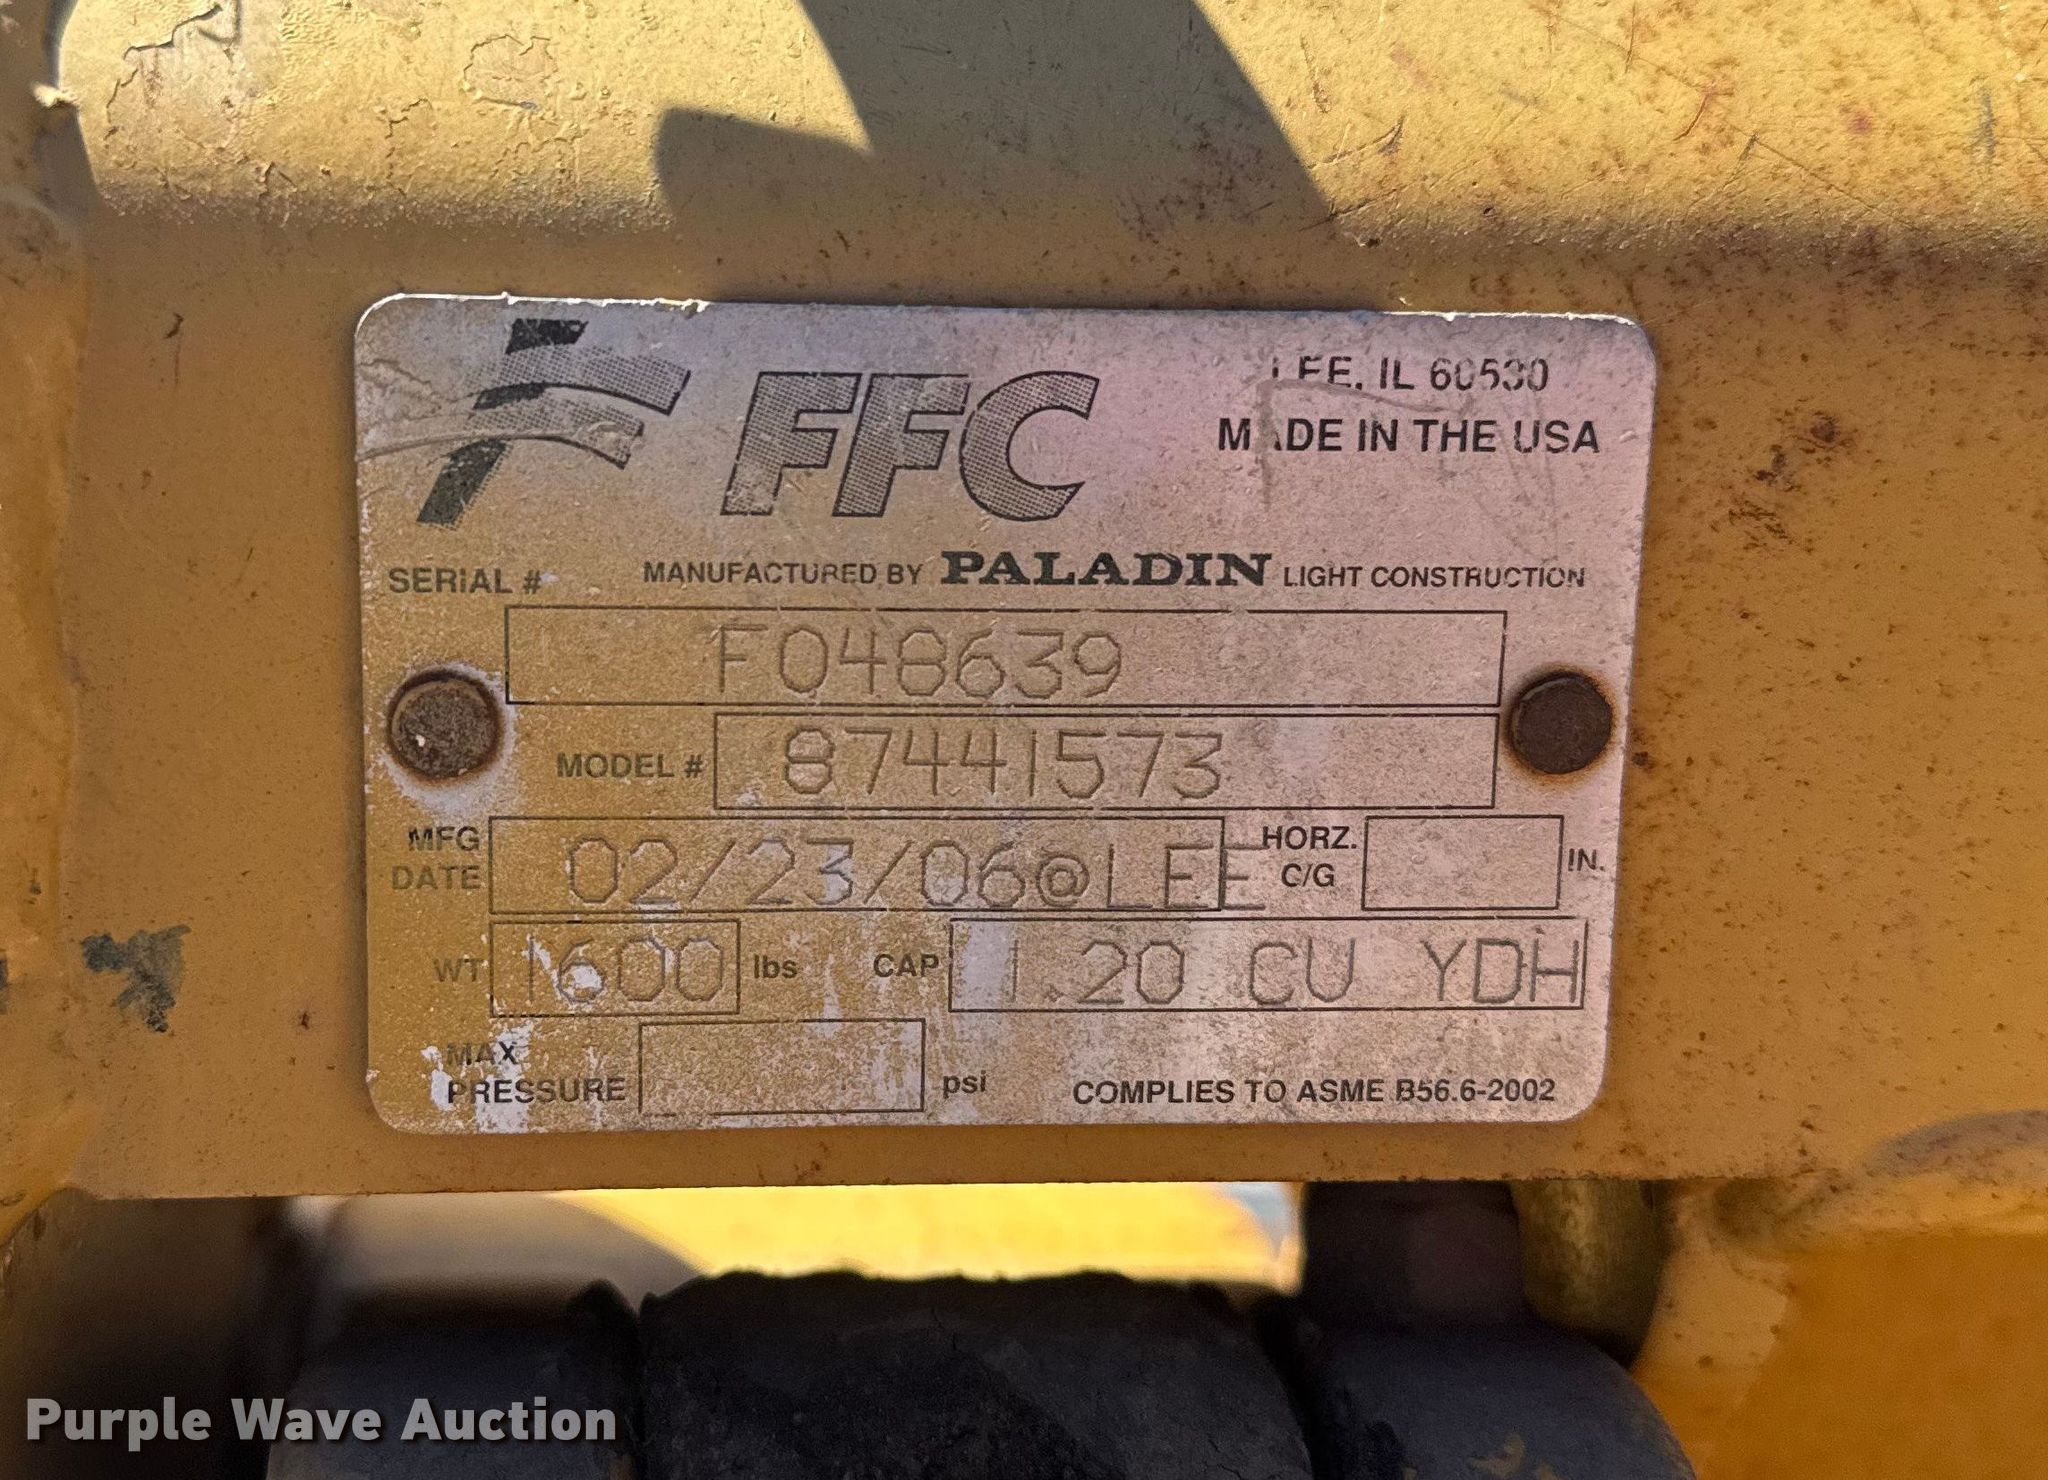 FFC
LEE, IL 60530
MADE IN THE USA
SERIAL # MANUFACTURED BY PALADIN LIGHT CONSTRUCTION
F048639
MODEL # 87441573
MFG DATE 02/23/06@LEE HORZ. C/G IN.
WT 1600 lbs CAP 1.20 CU YDH
MAX PRESSURE psi COMPLIES TO ASME B56.6-2002
Purple Wave Auction